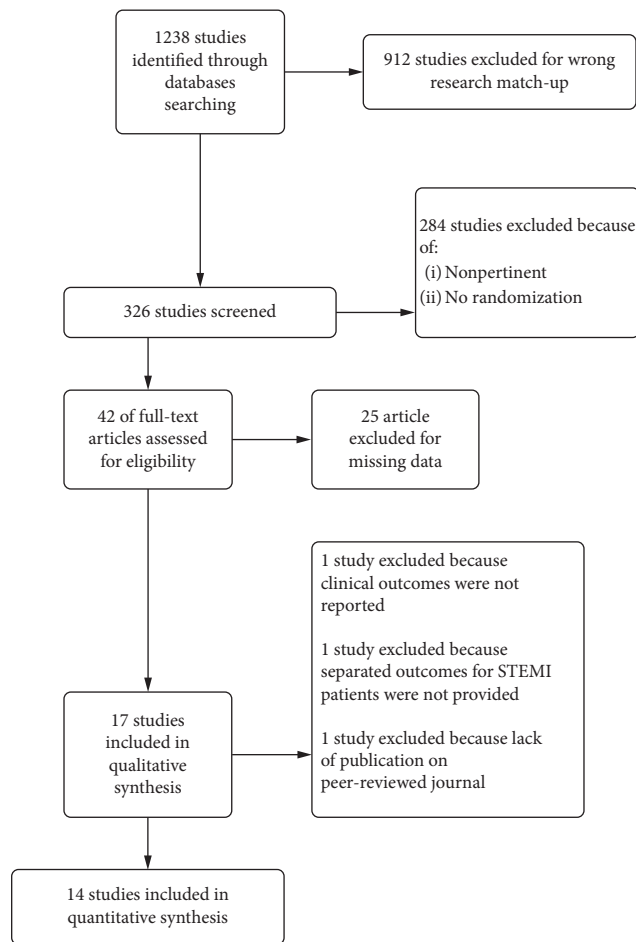 1238 studies
identified through
databases
searching
912 studies excluded for wrong
research match-up
284 studies excluded because
of:
(i) Nonpertinent
(ii) No randomization
326 studies screened
42 of full-text
articles assessed
for eligibility
25 article
excluded for
missing data
1 study excluded because
clinical outcomes were not
reported
1 study excluded because
separated outcomes for STEMI
patients were not provided
1 study excluded because lack
of publication on
peer-reviewed journal
17 studies
included in
qualitative
synthesis
14 studies included in
quantitative synthesis